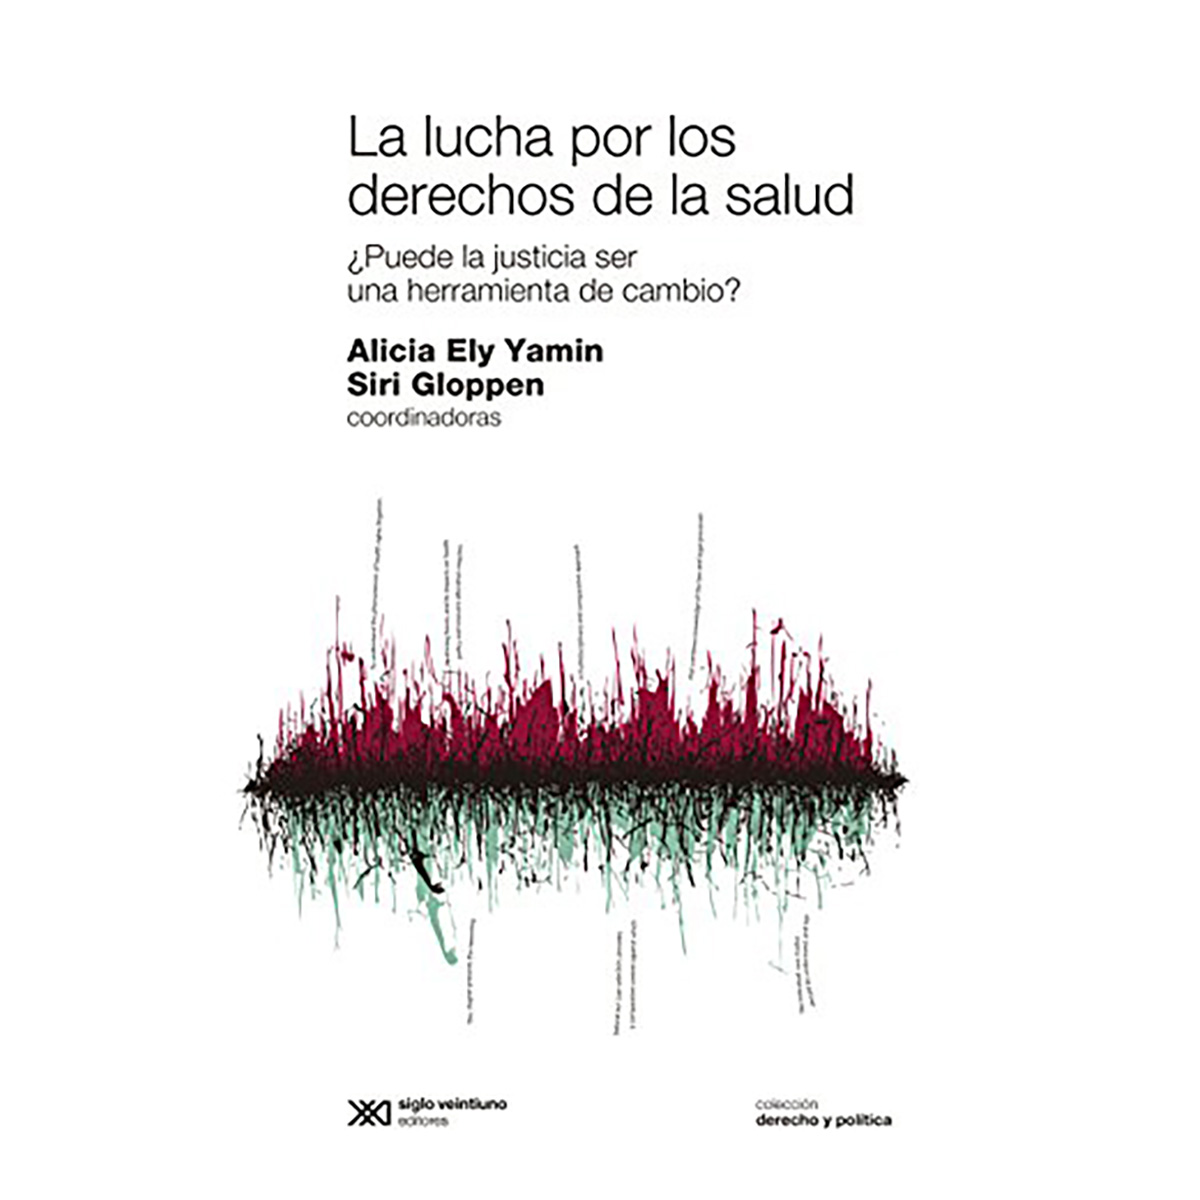 La lucha por los
derechos de la salud
¿Puede la justicia ser
una herramienta de cambio?
Alicia Ely Yamin
Siri Gloppen
coordinadoras
siglo veintiuno
editores
colección
derecho y política